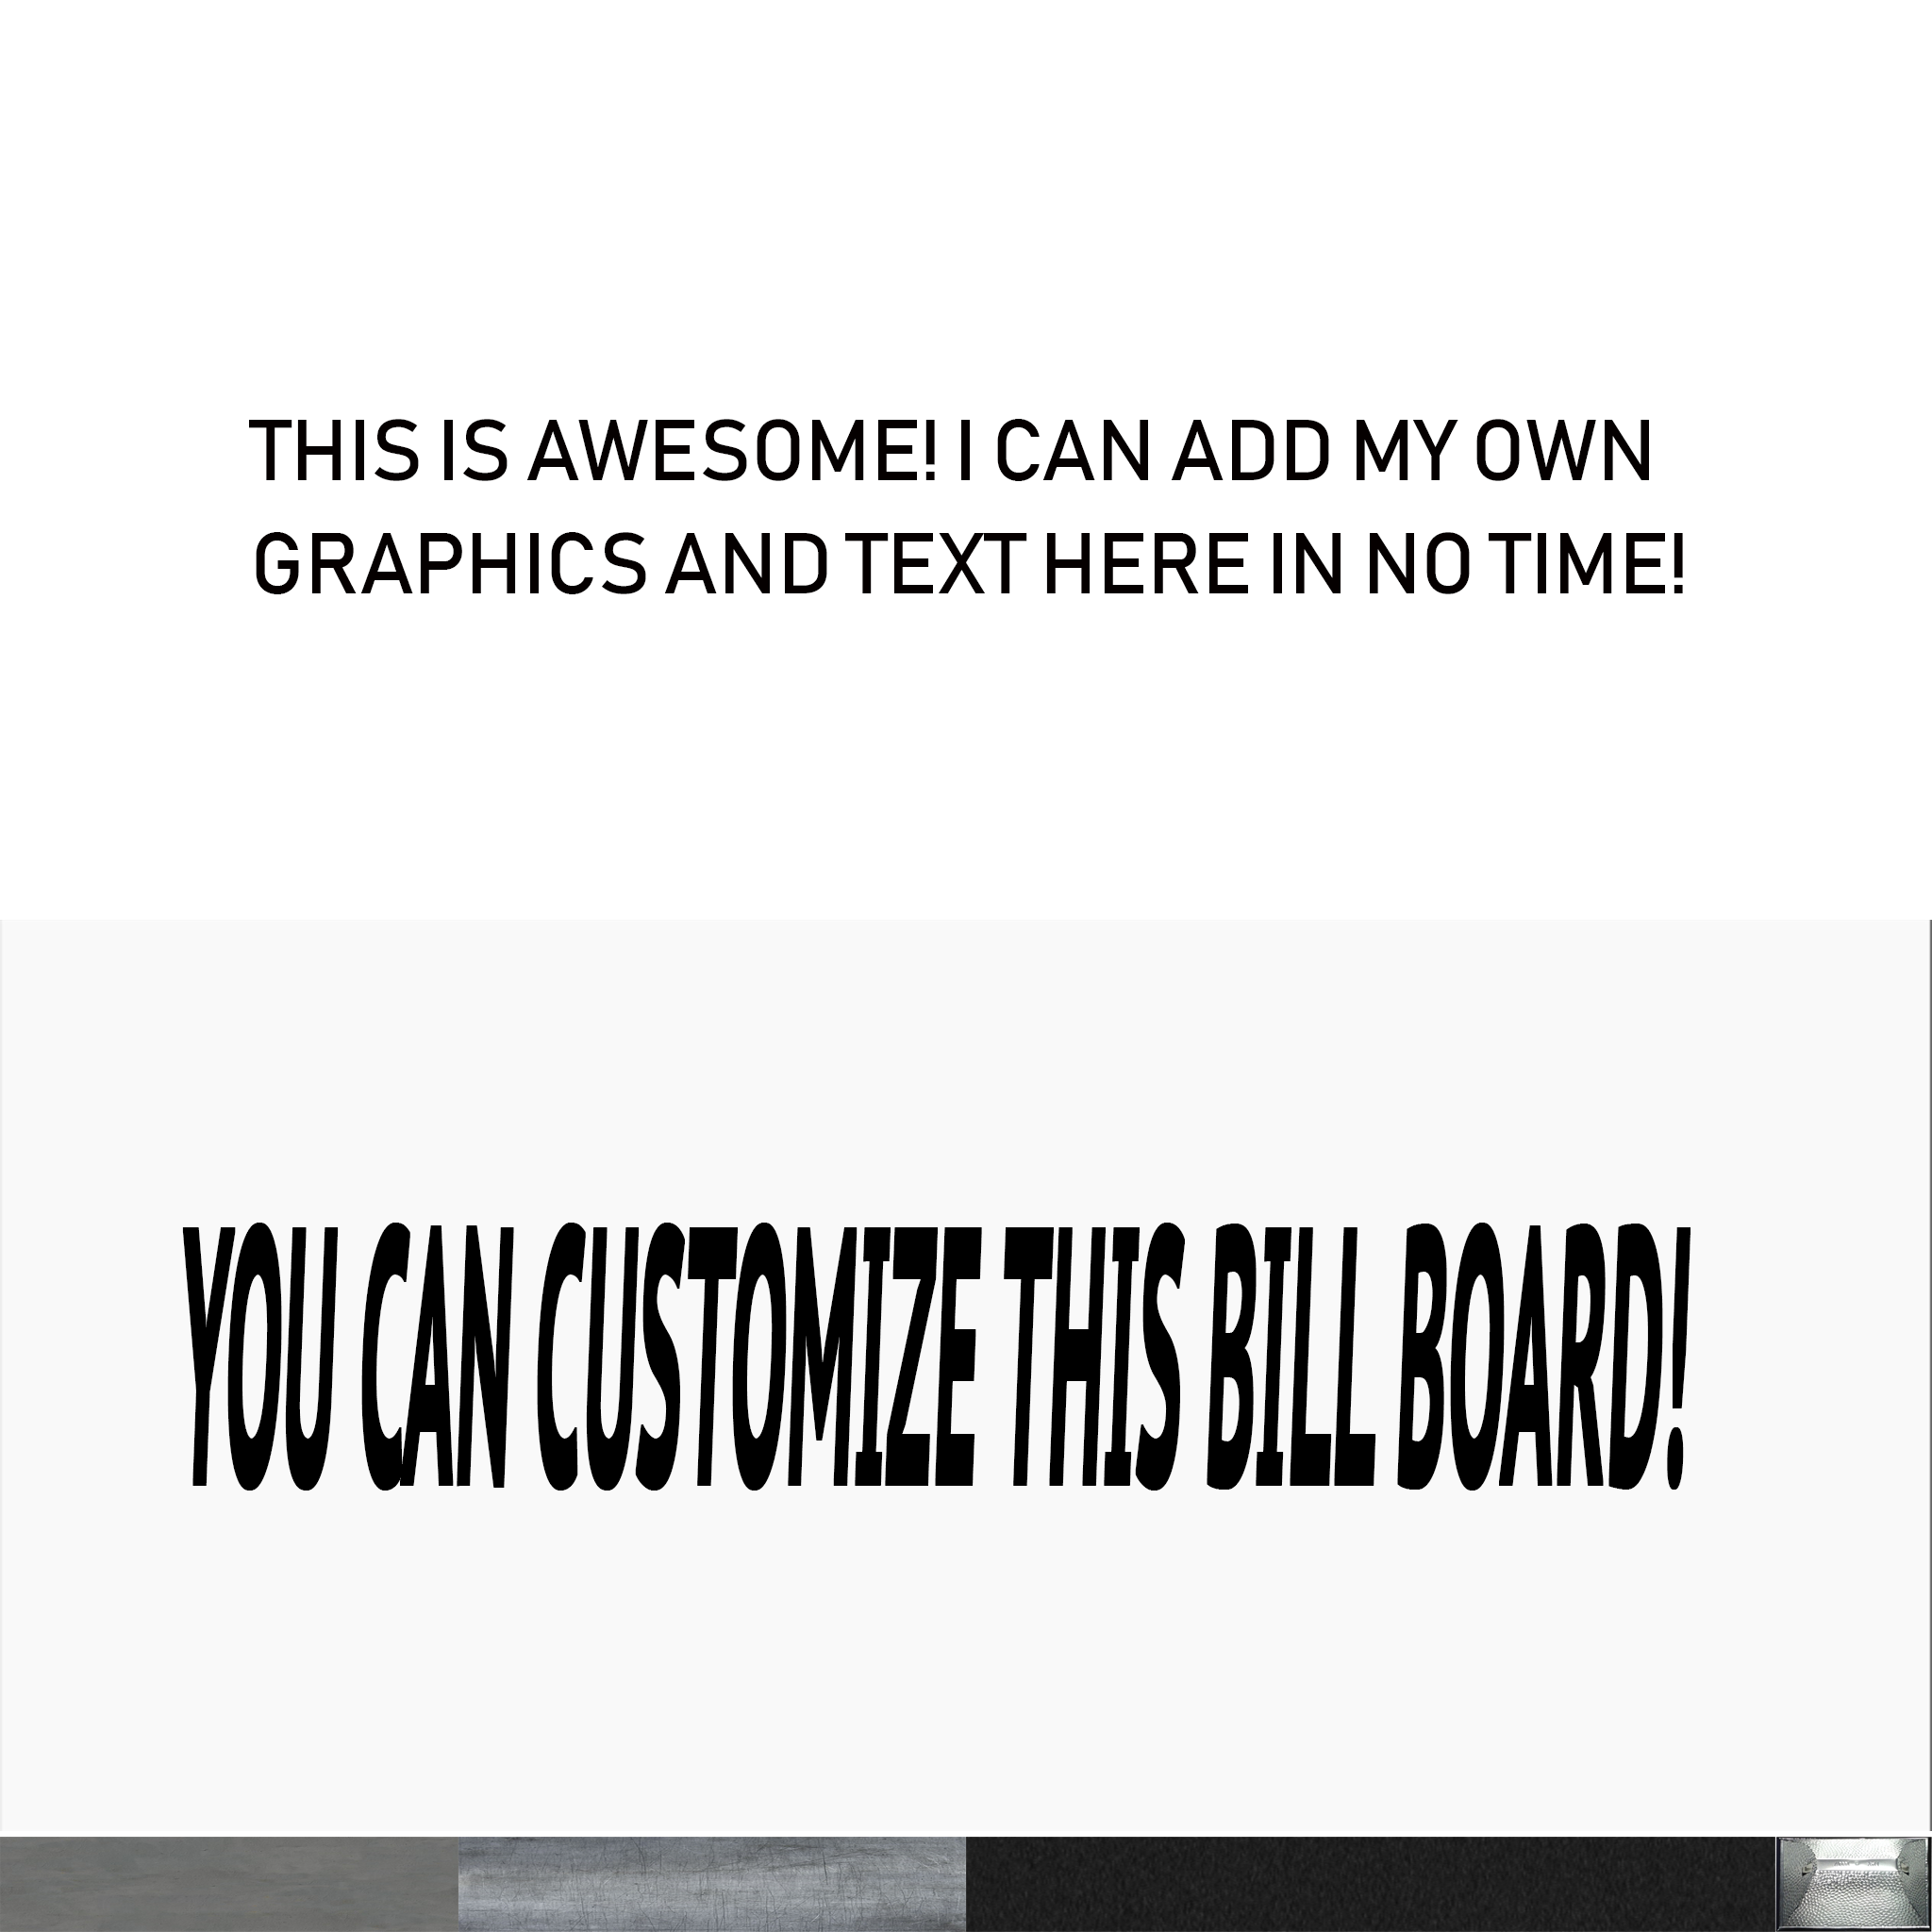 THIS IS AWESOME! I CAN ADD MY OWN
GRAPHICS AND TEXT HERE IN NO TIME!
YOU CAN CUSTOMIZE THIS BILL BOARD!